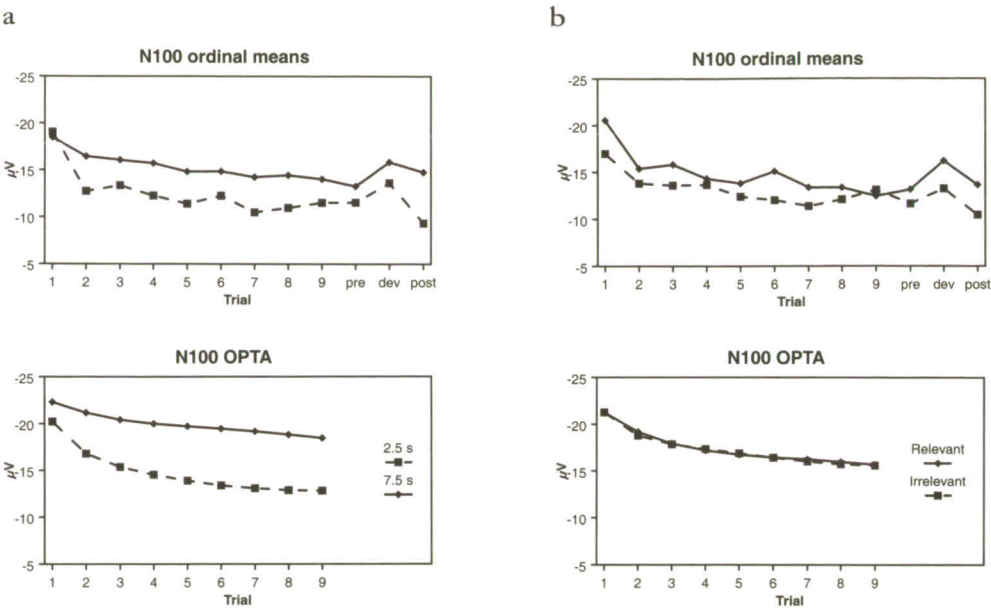 a
N100 ordinal means
-25
-20
-15
-10
-5
µV
1 2 3 4 5 6 7 8 9 pre dev post
Trial
b
N100 ordinal means
-25
-20
-15
-10
-5
µV
1 2 3 4 5 6 7 8 9 pre dev post
Trial
N100 OPTA
-25
-20
-15
-10
-5
µV
2.5 s
7.5 s
1 2 3 4 5 6 7 8 9
Trial
N100 OPTA
-25
-20
-15
-10
-5
µV
Relevant
Irrelevant
1 2 3 4 5 6 7 8 9
Trial